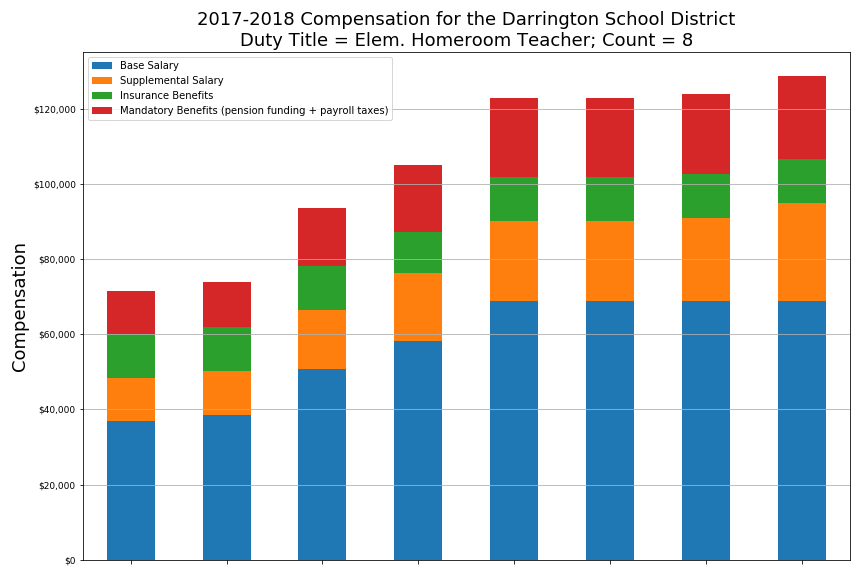 2017-2018 Compensation for the Darrington School District
Duty Title = Elem. Homeroom Teacher; Count = 8
Base Salary
Supplemental Salary
Insurance Benefits
Mandatory Benefits (pension funding + payroll taxes)
Compensation
$120,000
$100,000
$80,000
$60,000
$40,000
$20,000
$0